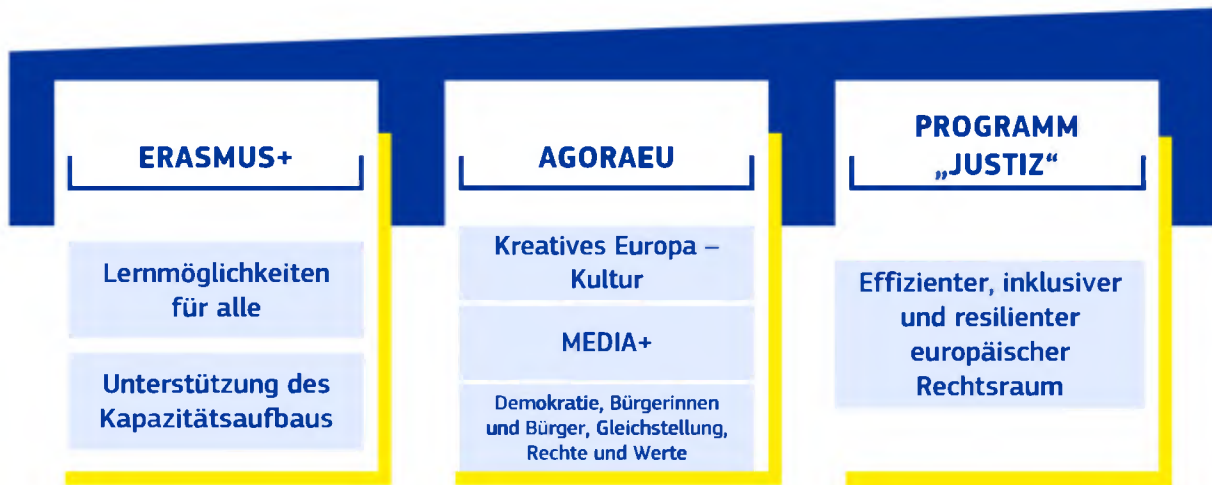 ERASMUS+
Lernmöglichkeiten
für alle
Unterstützung des
Kapazitätsaufbaus
AGORAEU
Kreatives Europa –
Kultur
MEDIA+
Demokratie, Bürgerinnen
und Bürger, Gleichstellung,
Rechte und Werte
PROGRAMM
„JUSTIZ“
Effizienter, inklusiver
und resilienter
europäischer
Rechtsraum